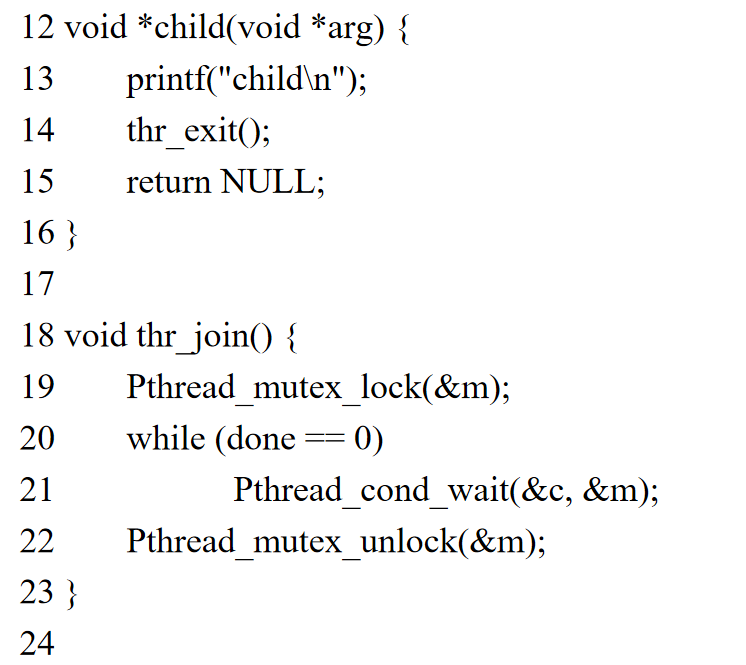 12 void *child(void *arg) {
13 printf("child\n");
14 thr_exit();
15 return NULL;
16 }
17
18 void thr_join() {
19 Pthread_mutex_lock(&m);
20 while (done == 0)
21 Pthread_cond_wait(&c, &m);
22 Pthread_mutex_unlock(&m);
23 }
24